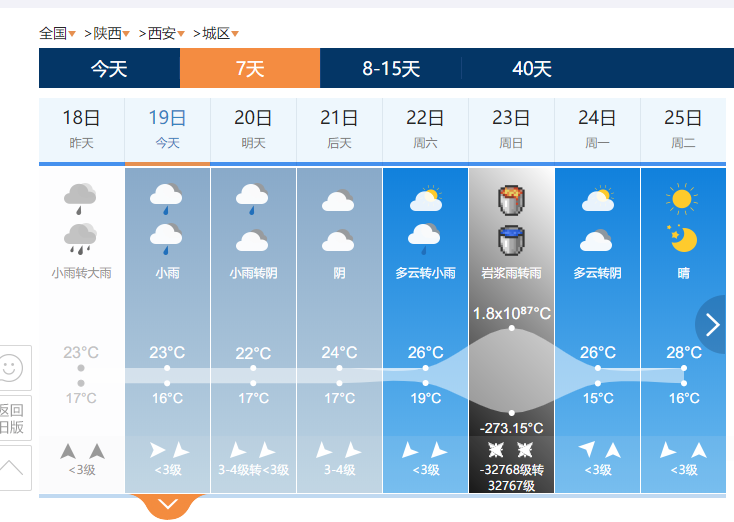 全国 >陕西 >西安 >城区
今天 7天 8-15天 40天
18日 19日 20日 21日 22日 23日 24日 25日
昨天 今天 明天 后天 周六 周日 周一 周二
小雨转大雨 小雨 小雨转阴 阴 多云转小雨 岩浆雨转雨 多云转阴 晴
1.8x10⁸⁷°C
23°C 23°C 22°C 24°C 26°C 26°C 28°C
17°C 16°C 17°C 17°C 19°C 15°C 16°C
-273.15°C
<3级 <3级 3-4级转<3级 3-4级 <3级 -32768级转 <3级 <3级
32767级
返回
旧版